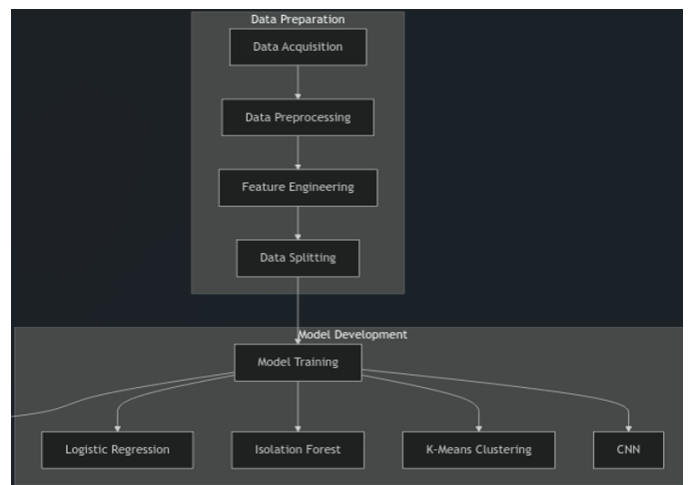 Data Preparation
Data Acquisition
Data Preprocessing
Feature Engineering
Data Splitting
Model Development
Model Training
Logistic Regression
Isolation Forest
K-Means Clustering
CNN